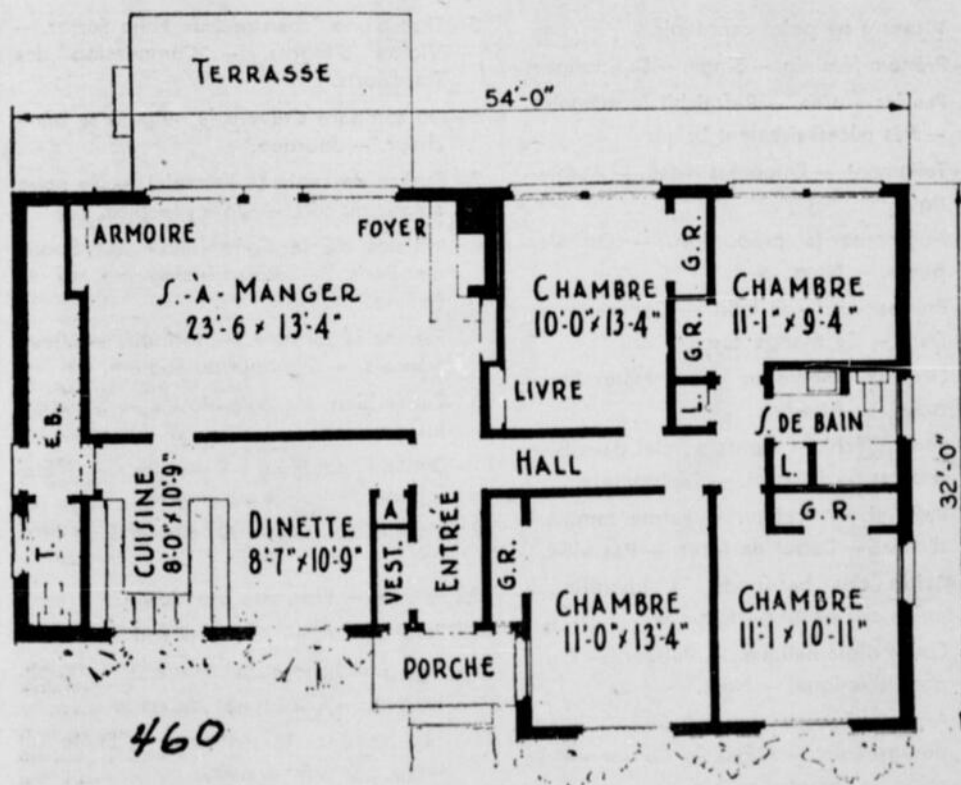 TERRASSE
54'-0"
ARMOIRE
FOYER
S.-A-MANGER
23'-6 x 13'-4"
CHAMBRE
10'-0" x 13'-4"
G.R.
G.R.
CHAMBRE
11'-1" x 9'-4"
LIVRE
L.
S. DE BAIN
L.
32'-0"
E.B.
HALL
G. R.
T.
CUISINE
8'-0" x 10'-9"
DINETTE
8'-7" x 10'-9
A
VEST.
ENTRÉE
G.R.
CHAMBRE
11'-0" x 13'-4"
CHAMBRE
11'-1 x 10'-11"
PORCHE
460